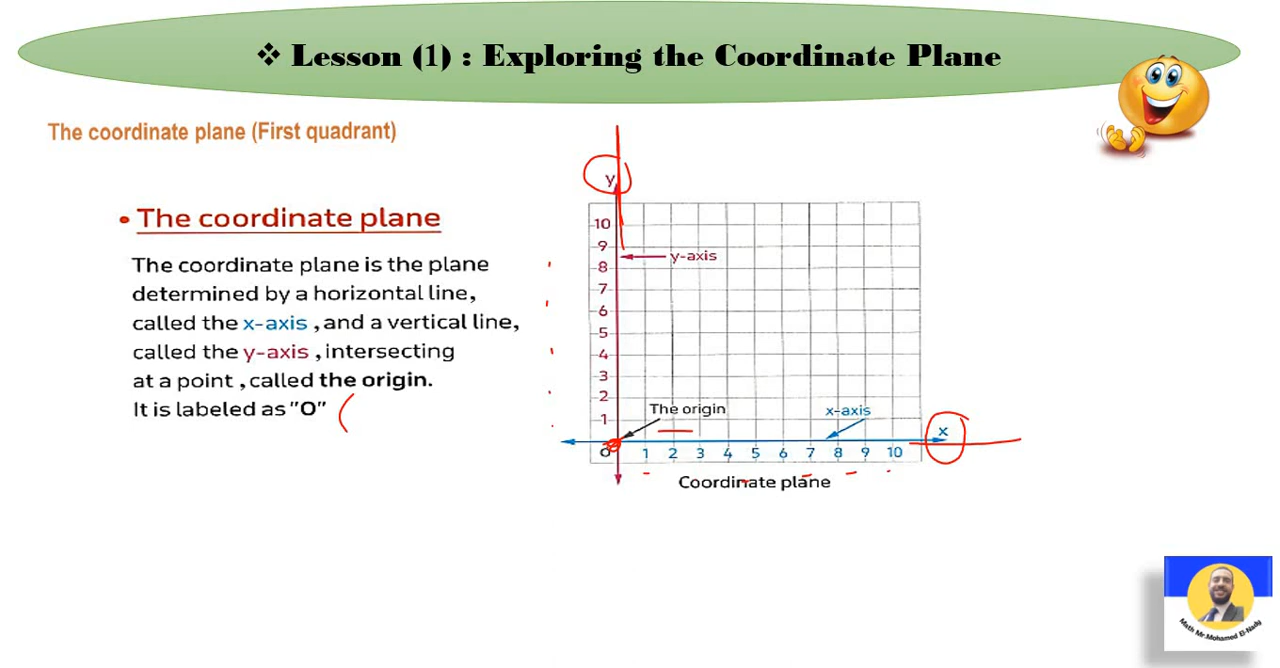 ❖ Lesson (1) : Exploring the Coordinate Plane
The coordinate plane (First quadrant)
• The coordinate plane
The coordinate plane is the plane
determined by a horizontal line,
called the x-axis , and a vertical line,
called the y-axis , intersecting
at a point , called the origin.
It is labeled as "O"
y
10
9
y-axis
8
7
6
5
4
3
2
1
The origin
x-axis
x
O
1 2 3 4 5 6 7 8 9 10
Coordinate plane
Math Mr.Mohamed El-Nady